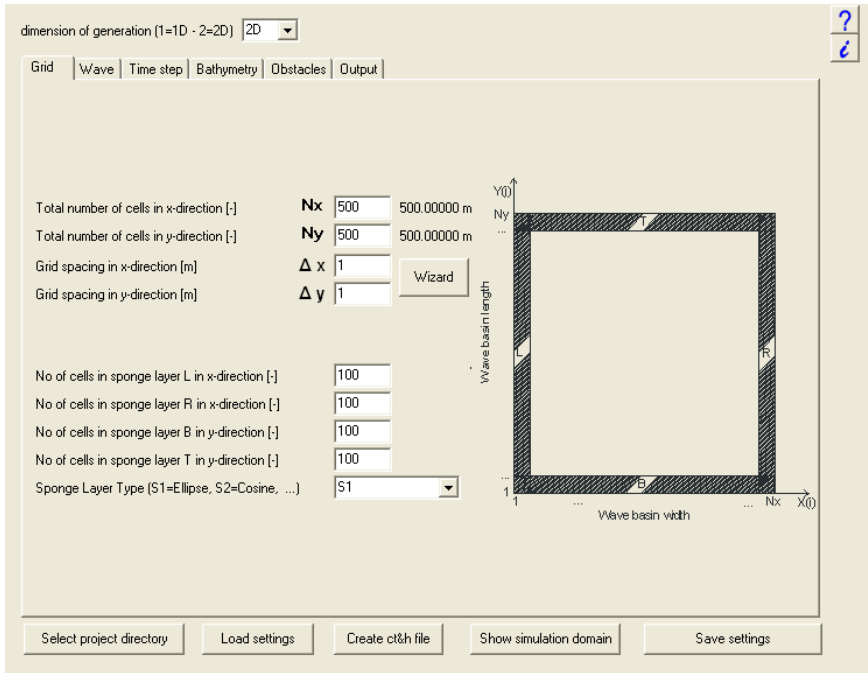 dimension of generation (1=1D - 2=2D) 2D
?
i
Grid Wave Time step Bathymetry Obstacles Output
Total number of cells in x-direction [-] Nx 500 500.00000 m
Total number of cells in y-direction [-] Ny 500 500.00000 m
Grid spacing in x-direction [m] Δ x 1
Grid spacing in y-direction [m] Δ y 1
Wizard
No of cells in sponge layer L in x-direction [-] 100
No of cells in sponge layer R in x-direction [-] 100
No of cells in sponge layer B in y-direction [-] 100
No of cells in sponge layer T in y-direction [-] 100
Sponge Layer Type (S1=Ellipse, S2=Cosine, ...) S1
Y(j)
Ny
...
T
Wave basin length
L
R
...
B
1
1 ... ... Nx X(i)
Wave basin width
Select project directory Load settings Create ct&h file Show simulation domain Save settings